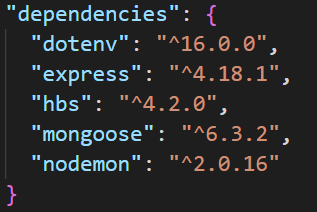 "dependencies": {
"dotenv": "^16.0.0",
"express": "^4.18.1",
"hbs": "^4.2.0",
"mongoose": "^6.3.2",
"nodemon": "^2.0.16"
}